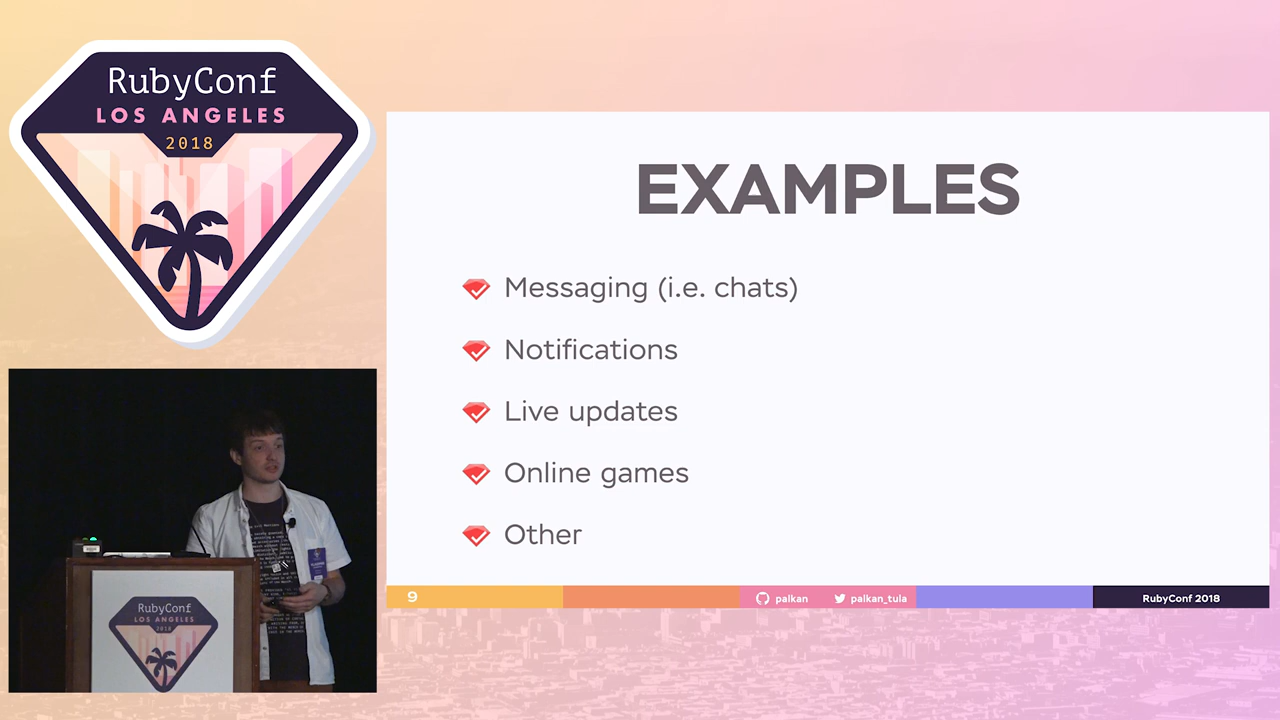 RubyConf
LOS ANGELES
2018
EXAMPLES
Messaging (i.e. chats)
Notifications
Live updates
Online games
Other
9
palkan
palkan_tula
RubyConf 2018
RubyConf
LOS ANGELES
2018